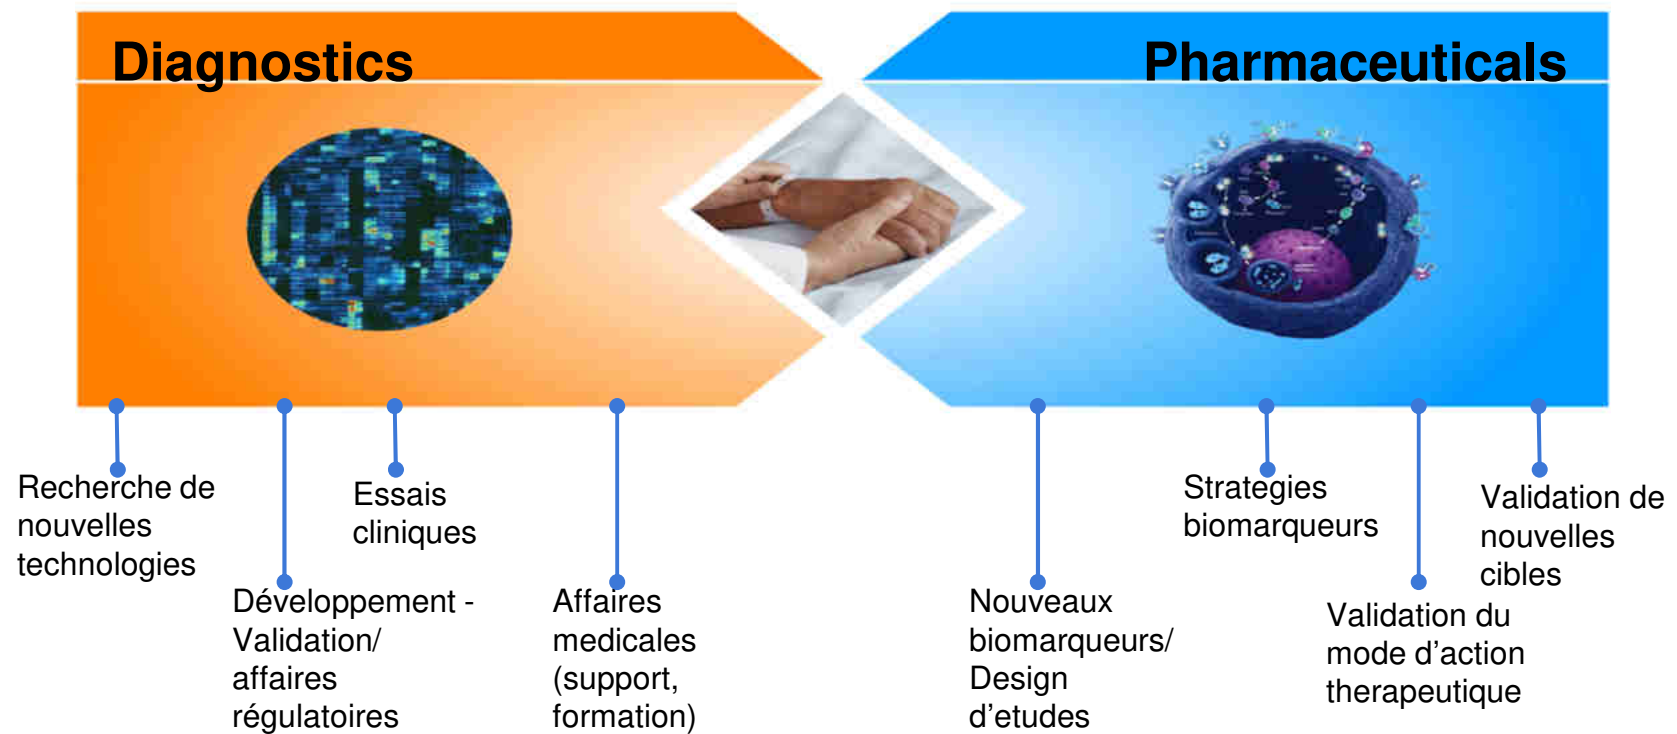 Diagnostics
Pharmaceuticals
Recherche de
nouvelles
technologies
Développement -
Validation/
affaires
régulatoires
Essais
cliniques
Affaires
medicales
(support,
formation)
Nouveaux
biomarqueurs/
Design
d’etudes
Strategies
biomarqueurs
Validation du
mode d’action
therapeutique
Validation de
nouvelles
cibles